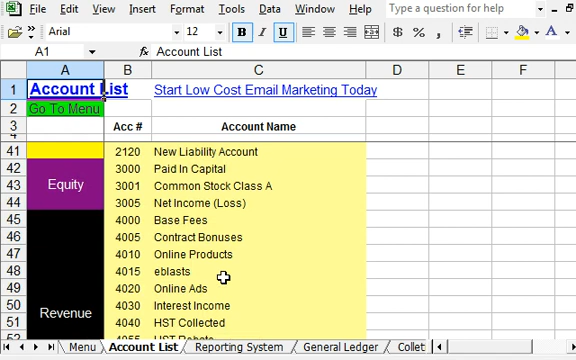 File Edit View Insert Format Tools Data Window Help Type a question for help
Arial 12 B I U $ %
A1 fx Account List
A B C D E F
1 Account List Start Low Cost Email Marketing Today
2 Go To Menu
3 Acc # Account Name
4
41 2120 New Liability Account
42 3000 Paid In Capital
43 Equity 3001 Common Stock Class A
44 3005 Net Income (Loss)
45 4000 Base Fees
46 4005 Contract Bonuses
47 4010 Online Products
48 4015 eblasts
49 4020 Online Ads
50 Revenue 4030 Interest Income
51 4040 HST Collected
52 4055 HST Rebate
Menu Account List Reporting System General Ledger Collet